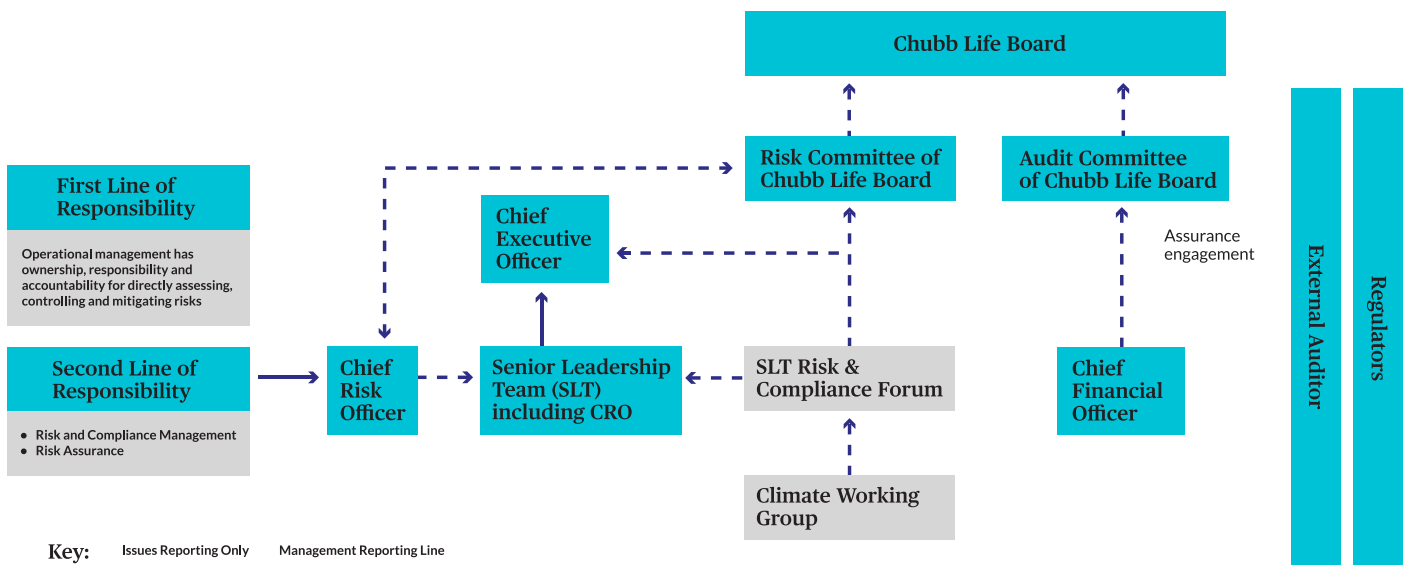 Chubb Life Board
Risk Committee of
Chubb Life Board
Audit Committee
of Chubb Life Board
First Line of
Responsibility
Operational management has
ownership, responsibility and
accountability for directly assessing,
controlling and mitigating risks
Chief
Executive
Officer
Assurance
engagement
Second Line of
Responsibility
● Risk and Compliance Management
● Risk Assurance
Chief
Risk
Officer
Senior Leadership
Team (SLT)
including CRO
SLT Risk &
Compliance Forum
Chief
Financial
Officer
Climate Working
Group
External Auditor
Regulators
Key: Issues Reporting Only Management Reporting Line